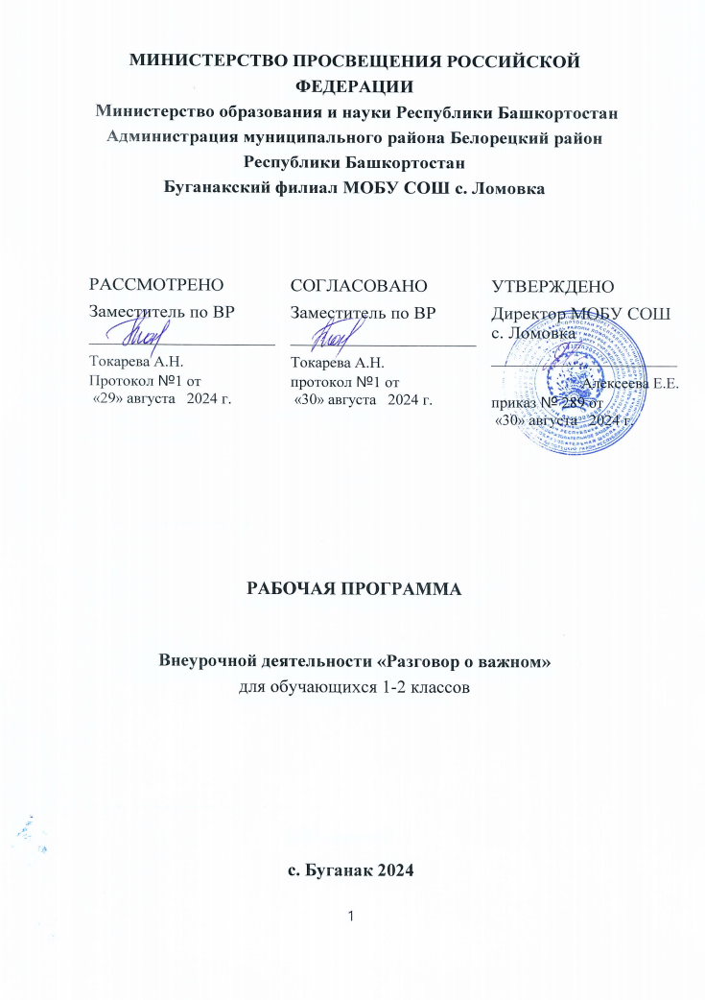 МИНИСТЕРСТВО ПРОСВЕЩЕНИЯ РОССИЙСКОЙ
ФЕДЕРАЦИИ
Министерство образования и науки Республики Башкортостан
Администрация муниципального района Белорецкий район
Республики Башкортостан
Буганакский филиал МОБУ СОШ с. Ломовка
РАССМОТРЕНО
Заместитель по ВР
Токарева А.Н.
Протокол №1 от
«29» августа 2024 г.
СОГЛАСОВАНО
Заместитель по ВР
Токарева А.Н.
протокол №1 от
«30» августа 2024 г.
УТВЕРЖДЕНО
Директор МОБУ СОШ
с. Ломовка
Алексеева Е.Е.
приказ № 289 от
«30» августа 2024 г.
РАБОЧАЯ ПРОГРАММА
Внеурочной деятельности «Разговор о важном»
для обучающихся 1-2 классов
с. Буганак 2024
1